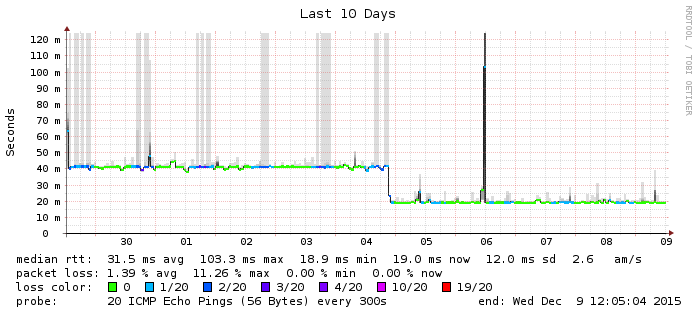 Last 10 Days
RRDTOOL / TOBI OETIKER
Seconds
120 m
110 m
100 m
90 m
80 m
70 m
60 m
50 m
40 m
30 m
20 m
10 m
0
30 01 02 03 04 05 06 07 08 09
median rtt: 31.5 ms avg 103.3 ms max 18.9 ms min 19.0 ms now 12.0 ms sd 2.6 am/s
packet loss: 1.39 % avg 11.26 % max 0.00 % min 0.00 % now
loss color: 0 1/20 2/20 3/20 4/20 10/20 19/20
probe: 20 ICMP Echo Pings (56 Bytes) every 300s end: Wed Dec 9 12:05:04 2015